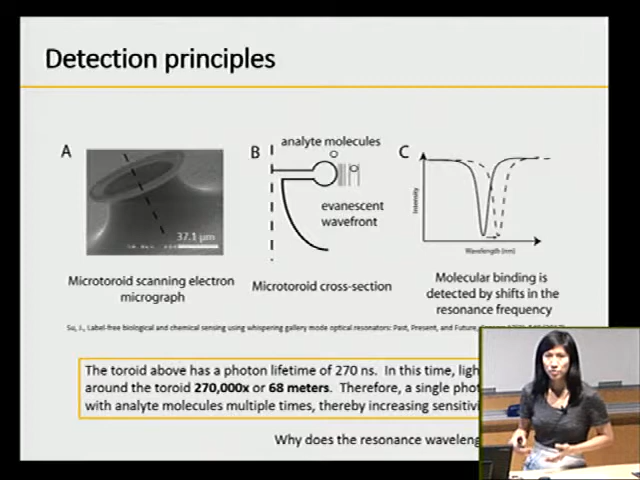 Detection principles
A
B
C
analyte molecules
evanescent
wavefront
Intensity
Wavelength (nm)
37.1 µm
Microtoroid scanning electron
micrograph
Microtoroid cross-section
Molecular binding is
detected by shifts in the
resonance frequency
Su, J., Label-free biological and chemical sensing using whispering gallery mode optical resonators: Past, Present, and Future,
The toroid above has a photon lifetime of 270 ns. In this time,
around the toroid 270,000x or 68 meters. Therefore, a single
with analyte molecules multiple times, thereby increasing
Why does the resonance